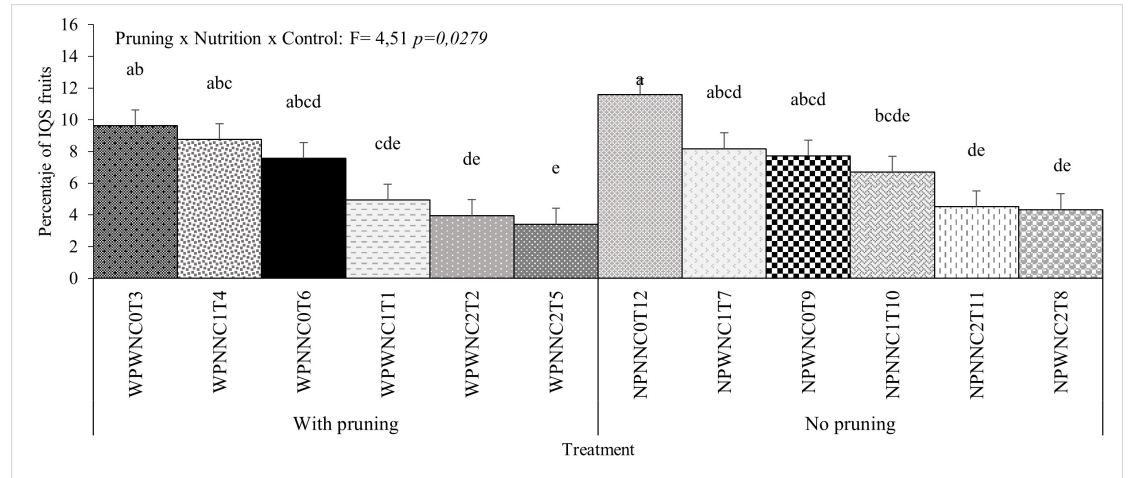 Pruning x Nutrition x Control: F= 4,51 p=0,0279
Percentaje of IQS fruits
16
14
12
10
8
6
4
2
0
ab
abc
abcd
cde
de
e
a
abcd
abcd
bcde
de
de
WPWNC0T3
WPNNC1T4
WPNNC0T6
WPWNC1T1
WPWNC2T2
WPNNC2T5
NPNNC0T12
NPWNC1T7
NPWNC0T9
NPNNC1T10
NPNNC2T11
NPWNC2T8
With pruning
No pruning
Treatment